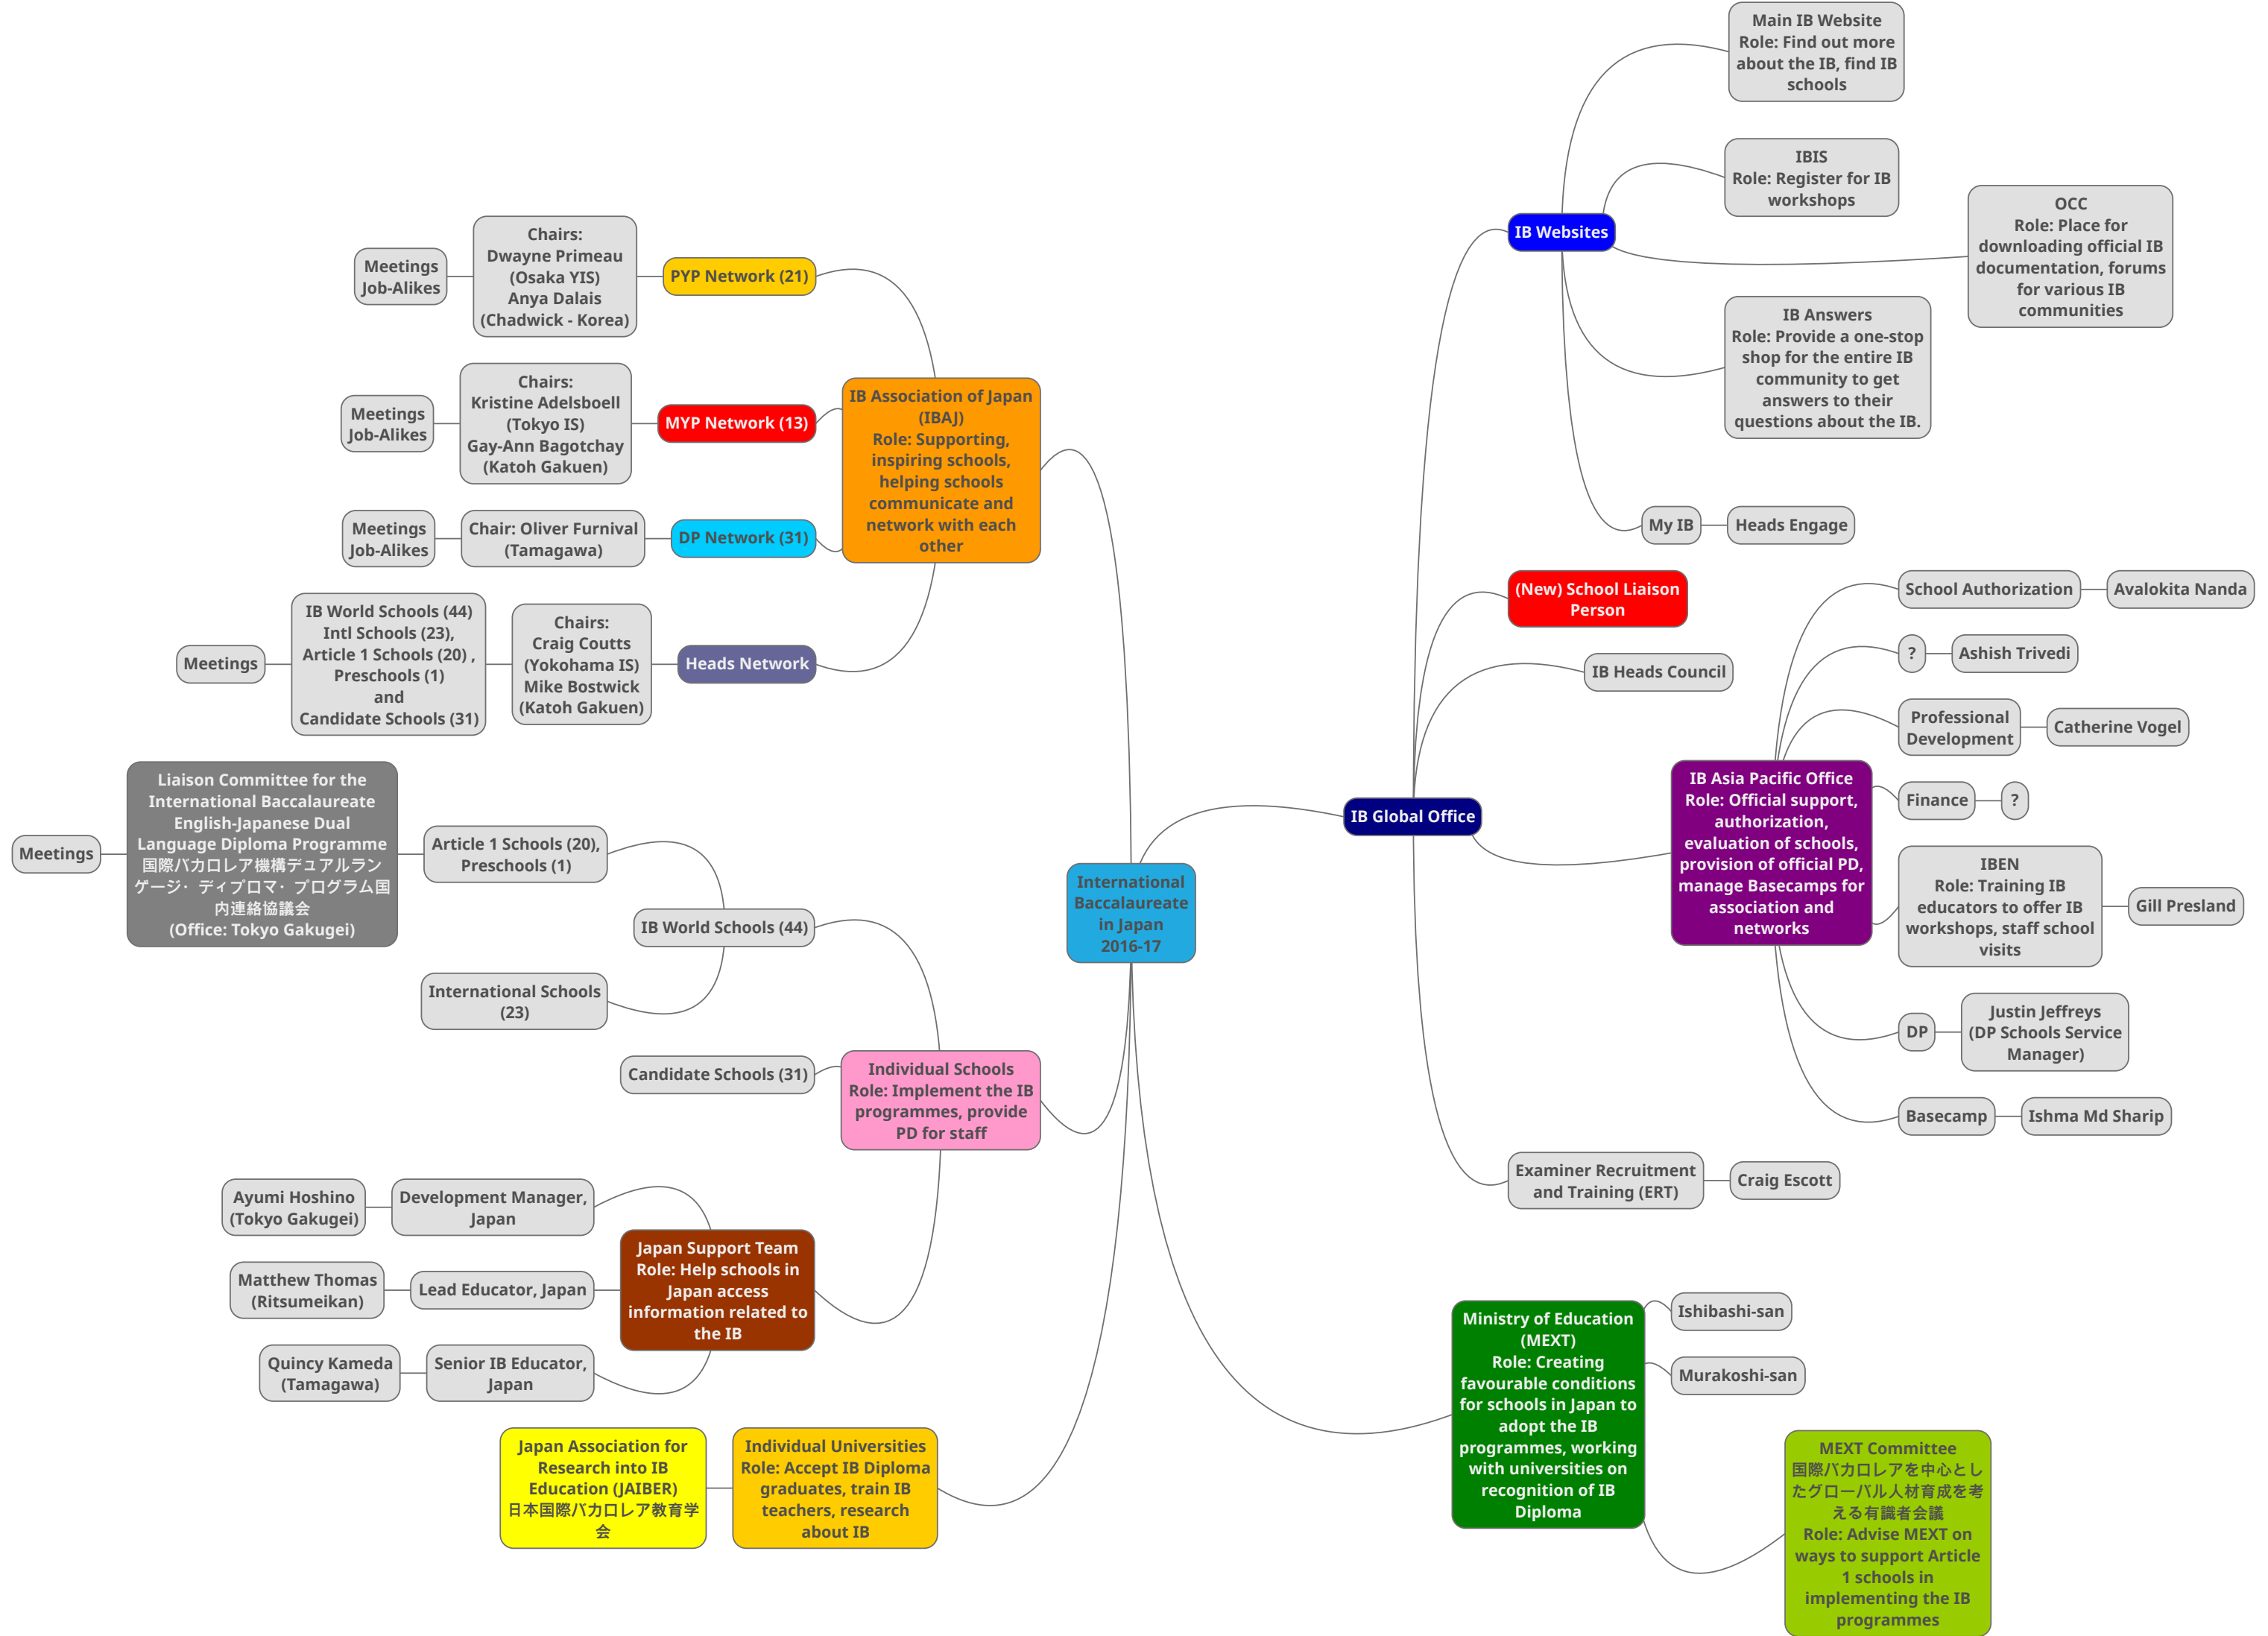 International
Baccalaureate
in Japan
2016-17
IB Global Office
IB Websites
Main IB Website
Role: Find out more
about the IB, find IB
schools
IBIS
Role: Register for IB
workshops
OCC
Role: Place for
downloading official IB
documentation, forums
for various IB
communities
IB Answers
Role: Provide a one-stop
shop for the entire IB
community to get
answers to their
questions about the IB.
My IB
Heads Engage
(New) School Liaison
Person
IB Heads Council
IB Asia Pacific Office
Role: Official support,
authorization,
evaluation of schools,
provision of official PD,
manage Basecamps for
association and
networks
School Authorization
Avalokita Nanda
?
Ashish Trivedi
Professional
Development
Catherine Vogel
Finance
?
IBEN
Role: Training IB
educators to offer IB
workshops, staff school
visits
Gill Presland
DP
Justin Jeffreys
(DP Schools Service
Manager)
Basecamp
Ishma Md Sharip
Examiner Recruitment
and Training (ERT)
Craig Escott
Ministry of Education
(MEXT)
Role: Creating
favourable conditions
for schools in Japan to
adopt the IB
programmes, working
with universities on
recognition of IB
Diploma
Ishibashi-san
Murakoshi-san
MEXT Committee
国際バカロレアを中心とし
たグローバル人材育成を考
える有識者会議
Role: Advise MEXT on
ways to support Article
1 schools in
implementing the IB
programmes
IB Association of Japan
(IBAJ)
Role: Supporting,
inspiring schools,
helping schools
communicate and
network with each
other
PYP Network (21)
Chairs:
Dwayne Primeau
(Osaka YIS)
Anya Dalais
(Chadwick - Korea)
Meetings
Job-Alikes
MYP Network (13)
Chairs:
Kristine Adelsboell
(Tokyo IS)
Gay-Ann Bagotchay
(Katoh Gakuen)
Meetings
Job-Alikes
DP Network (31)
Chair: Oliver Furnival
(Tamagawa)
Meetings
Job-Alikes
Heads Network
Chairs:
Craig Coutts
(Yokohama IS)
Mike Bostwick
(Katoh Gakuen)
IB World Schools (44)
Intl Schools (23),
Article 1 Schools (20) ,
Preschools (1)
and
Candidate Schools (31)
Meetings
Individual Schools
Role: Implement the IB
programmes, provide
PD for staff
IB World Schools (44)
Article 1 Schools (20),
Preschools (1)
Liaison Committee for the
International Baccalaureate
English-Japanese Dual
Language Diploma Programme
国際バカロレア機構デュアルラン
ゲージ・ディプロマ・プログラム国
内連絡協議会
(Office: Tokyo Gakugei)
Meetings
International Schools
(23)
Candidate Schools (31)
Japan Support Team
Role: Help schools in
Japan access
information related to
the IB
Development Manager,
Japan
Ayumi Hoshino
(Tokyo Gakugei)
Lead Educator, Japan
Matthew Thomas
(Ritsumeikan)
Senior IB Educator,
Japan
Quincy Kameda
(Tamagawa)
Individual Universities
Role: Accept IB Diploma
graduates, train IB
teachers, research
about IB
Japan Association for
Research into IB
Education (JAIBER)
日本国際バカロレア教育学
会